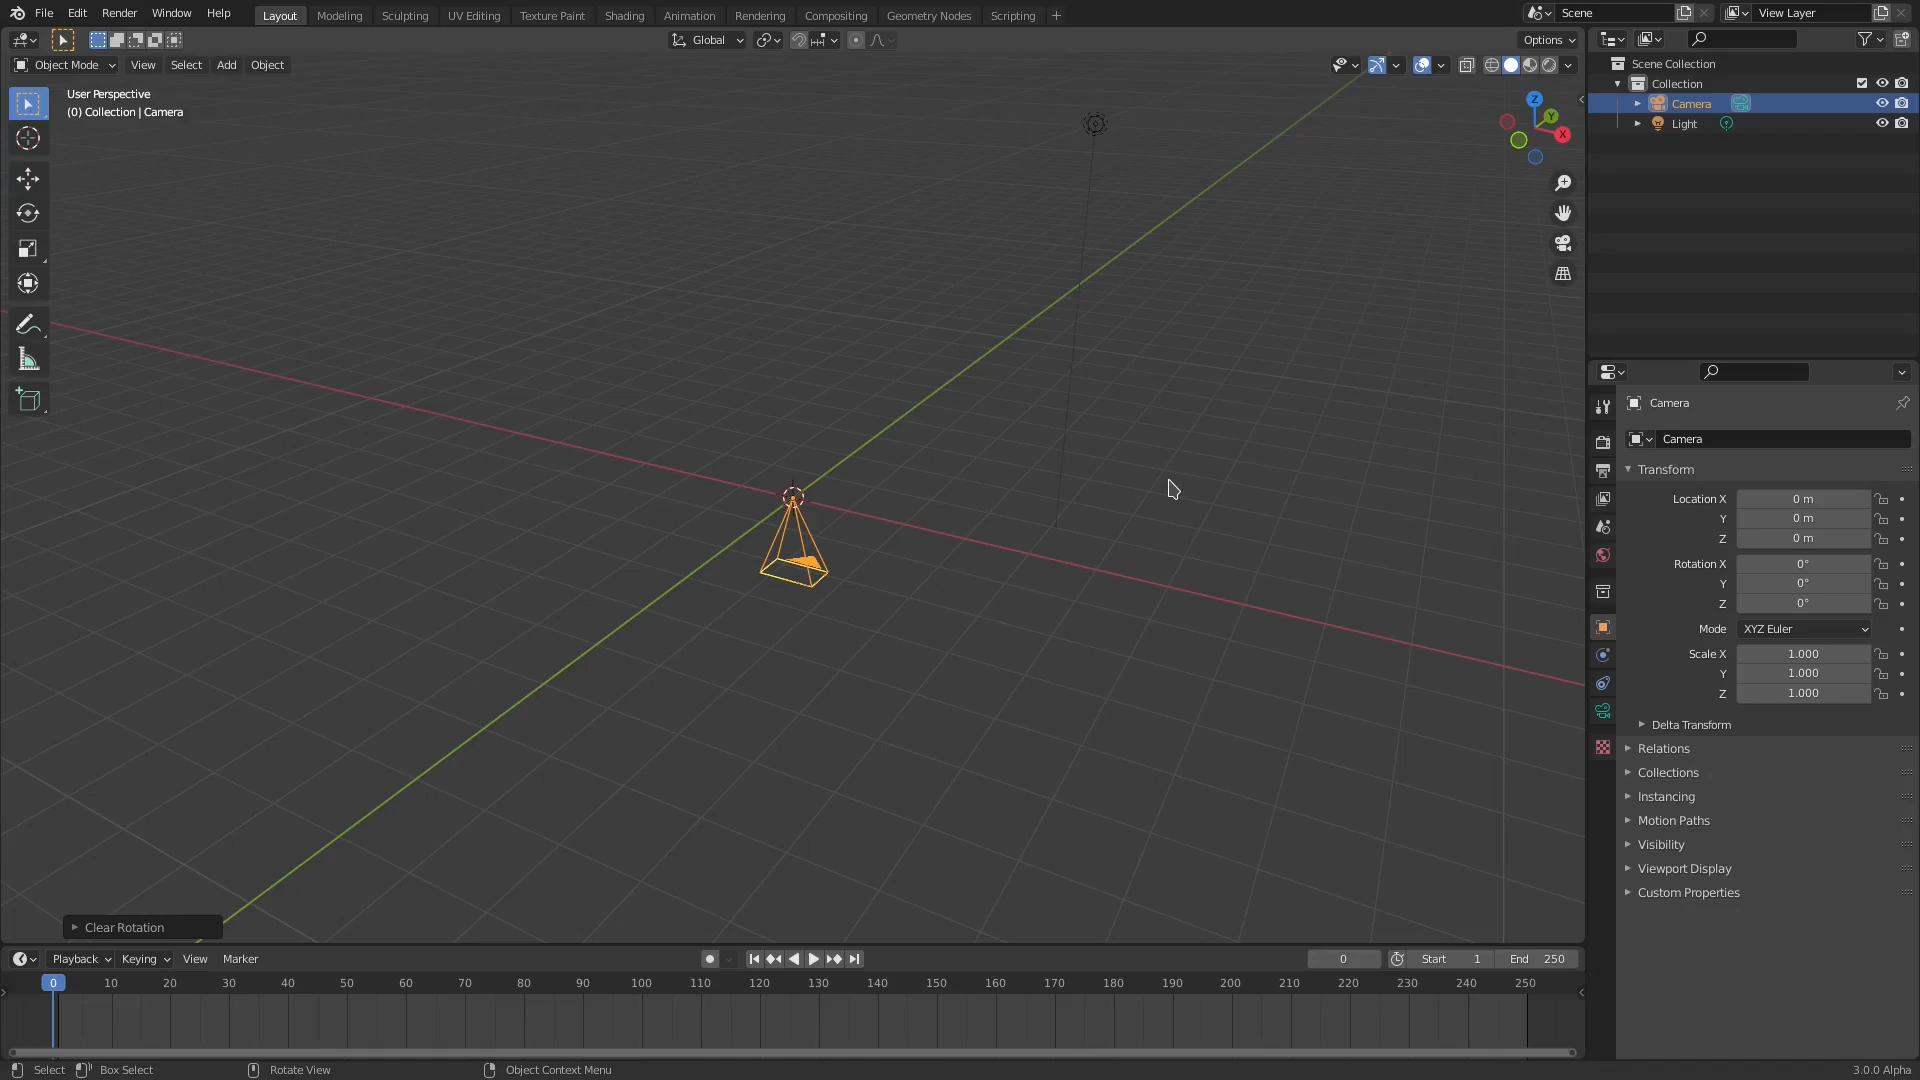 File Edit Render Window Help Layout Modeling Sculpting UV Editing Texture Paint Shading Animation Rendering Compositing Geometry Nodes Scripting + Scene View Layer
Global Options
Object Mode View Select Add Object
User Perspective
(0) Collection | Camera
Z
Y
X
Scene Collection
Collection
Camera
Light
Camera
Camera
Transform
Location X 0 m
Y 0 m
Z 0 m
Rotation X 0°
Y 0°
Z 0°
Mode XYZ Euler
Scale X 1.000
Y 1.000
Z 1.000
Delta Transform
Relations
Collections
Instancing
Motion Paths
Visibility
Viewport Display
Custom Properties
Clear Rotation
Playback Keying View Marker 0 Start 1 End 250
0 10 20 30 40 50 60 70 80 90 100 110 120 130 140 150 160 170 180 190 200 210 220 230 240 250
Select Box Select Rotate View Object Context Menu 3.0.0 Alpha